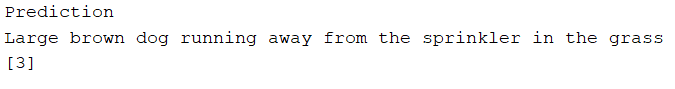 Prediction
Large brown dog running away from the sprinkler in the grass
[3]